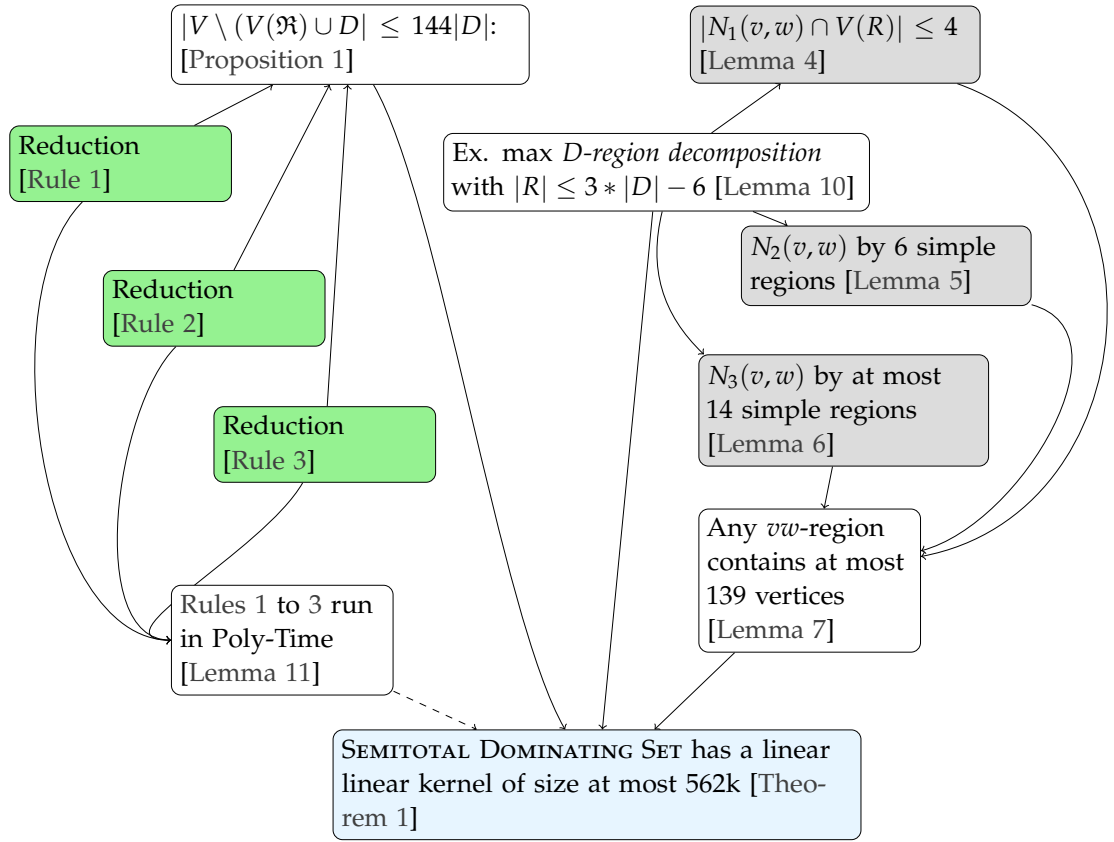 |V \ (V(ℜ) ∪ D| ≤ 144|D|:
[Proposition 1]
|N₁(v, w) ∩ V(R)| ≤ 4
[Lemma 4]
Reduction
[Rule 1]
Ex. max D-region decomposition
with |R| ≤ 3 ∗ |D| − 6 [Lemma 10]
N₂(v, w) by 6 simple
regions [Lemma 5]
Reduction
[Rule 2]
N₃(v, w) by at most
14 simple regions
[Lemma 6]
Reduction
[Rule 3]
Any vw-region
contains at most
139 vertices
[Lemma 7]
Rules 1 to 3 run
in Poly-Time
[Lemma 11]
Semitotal Dominating Set has a linear
linear kernel of size at most 562k [Theo-
rem 1]